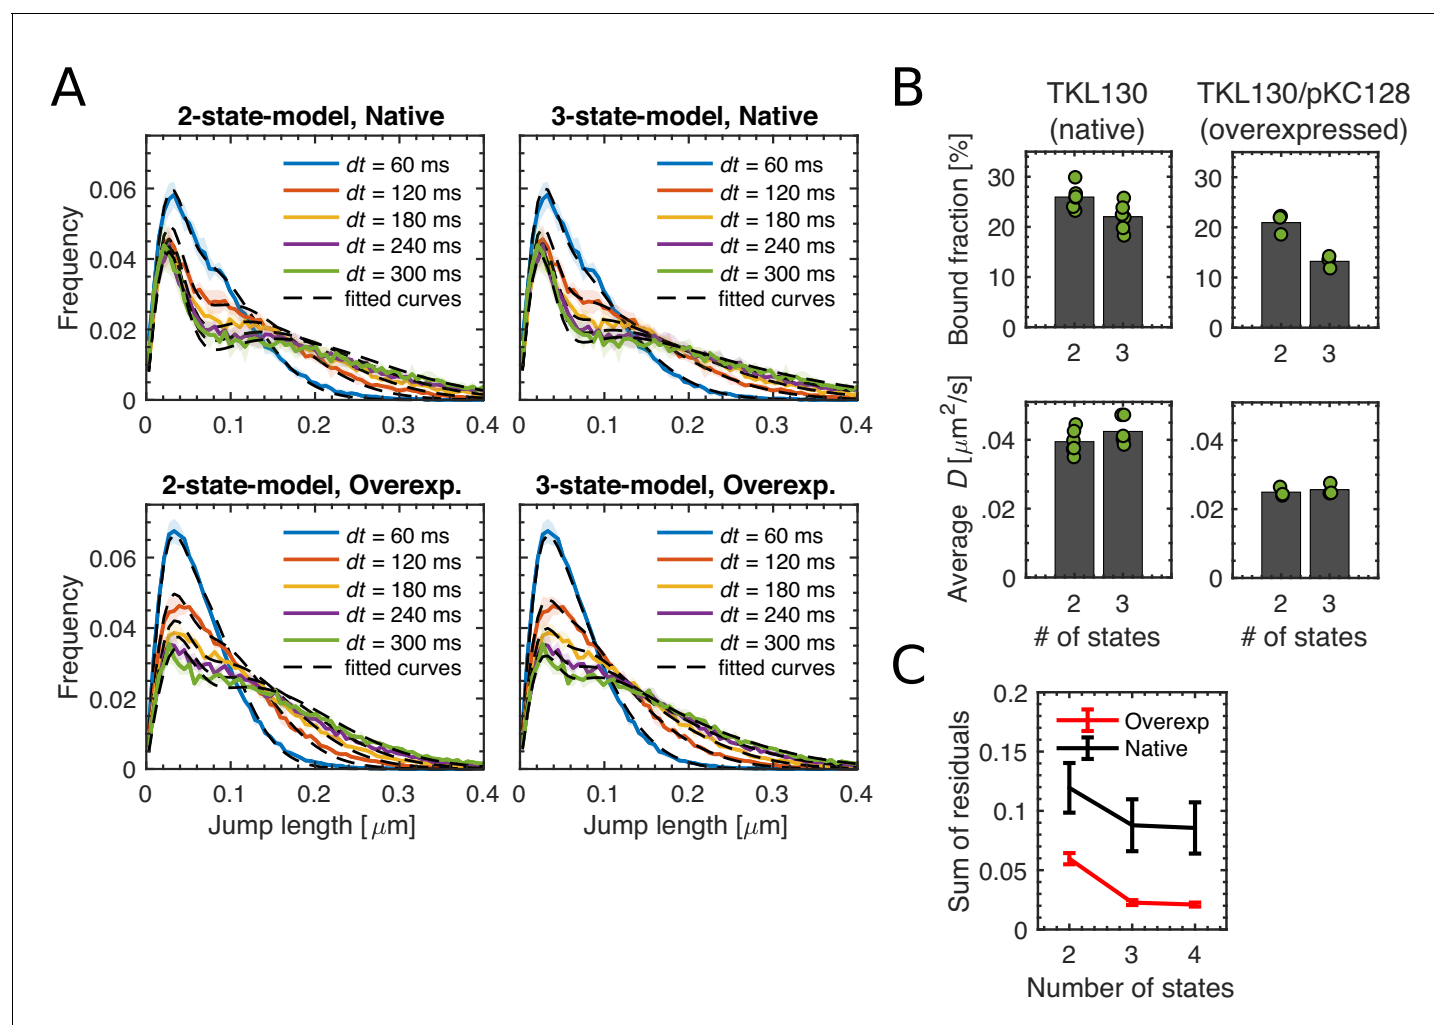 A
2-state-model, Native
3-state-model, Native
Frequency
0.06
0.04
0.02
0
dt = 60 ms
dt = 120 ms
dt = 180 ms
dt = 240 ms
dt = 300 ms
fitted curves
dt = 60 ms
dt = 120 ms
dt = 180 ms
dt = 240 ms
dt = 300 ms
fitted curves
0 0.1 0.2 0.3 0.4
0 0.1 0.2 0.3 0.4
2-state-model, Overexp.
3-state-model, Overexp.
Frequency
0.06
0.04
0.02
0
dt = 60 ms
dt = 120 ms
dt = 180 ms
dt = 240 ms
dt = 300 ms
fitted curves
dt = 60 ms
dt = 120 ms
dt = 180 ms
dt = 240 ms
dt = 300 ms
fitted curves
0 0.1 0.2 0.3 0.4
0 0.1 0.2 0.3 0.4
Jump length [μm]
Jump length [μm]
B
TKL130
(native)
TKL130/pKC128
(overexpressed)
Bound fraction [%]
30
20
10
0
2 3
30
20
10
0
2 3
Average D [μm²/s]
.04
.02
0
2 3
# of states
.04
.02
0
2 3
# of states
C
Sum of residuals
0.2
0.15
0.1
0.05
0
Overexp
Native
2 3 4
Number of states